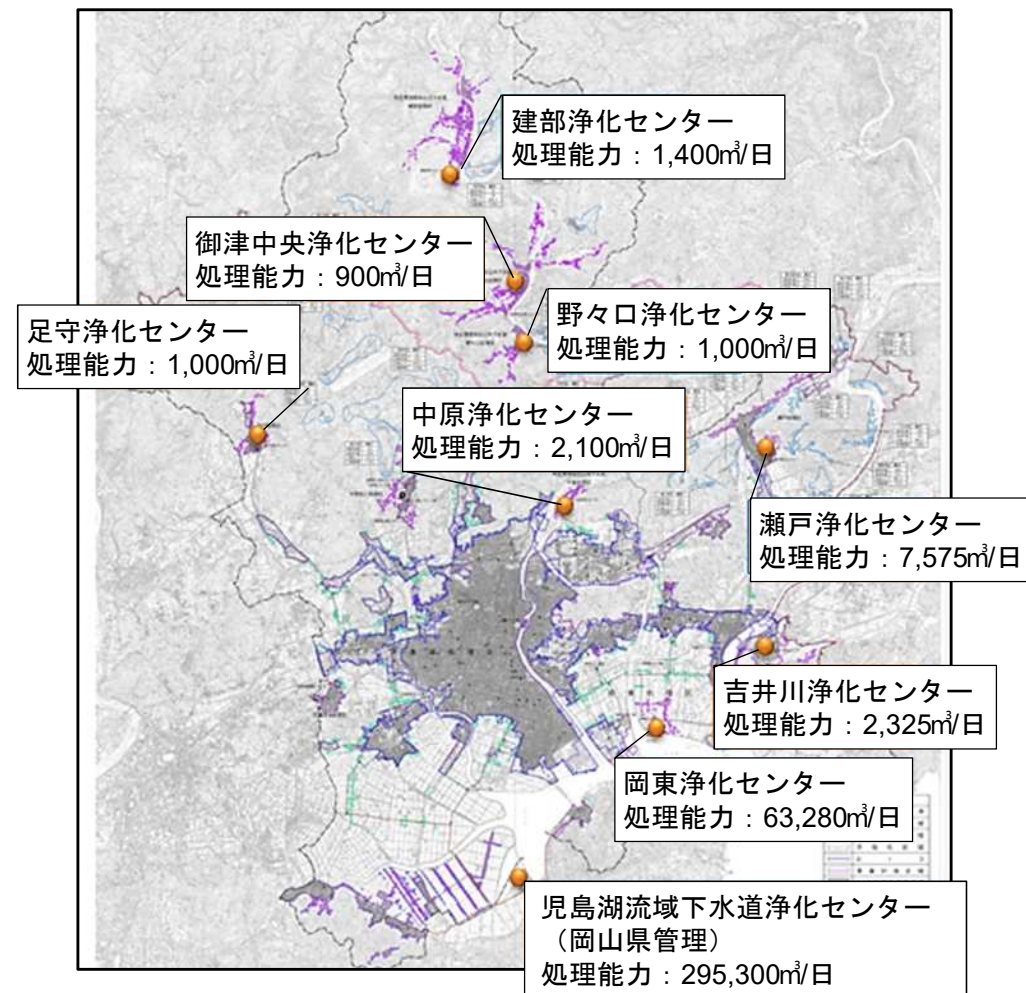 建部浄化センター
処理能力：1,400㎥/日
御津中央浄化センター
処理能力：900㎥/日
野々口浄化センター
処理能力：1,000㎥/日
足守浄化センター
処理能力：1,000㎥/日
中原浄化センター
処理能力：2,100㎥/日
瀬戸浄化センター
処理能力：7,575㎥/日
吉井川浄化センター
処理能力：2,325㎥/日
岡東浄化センター
処理能力：63,280㎥/日
児島湖流域下水道浄化センター
（岡山県管理）
処理能力：295,300㎥/日